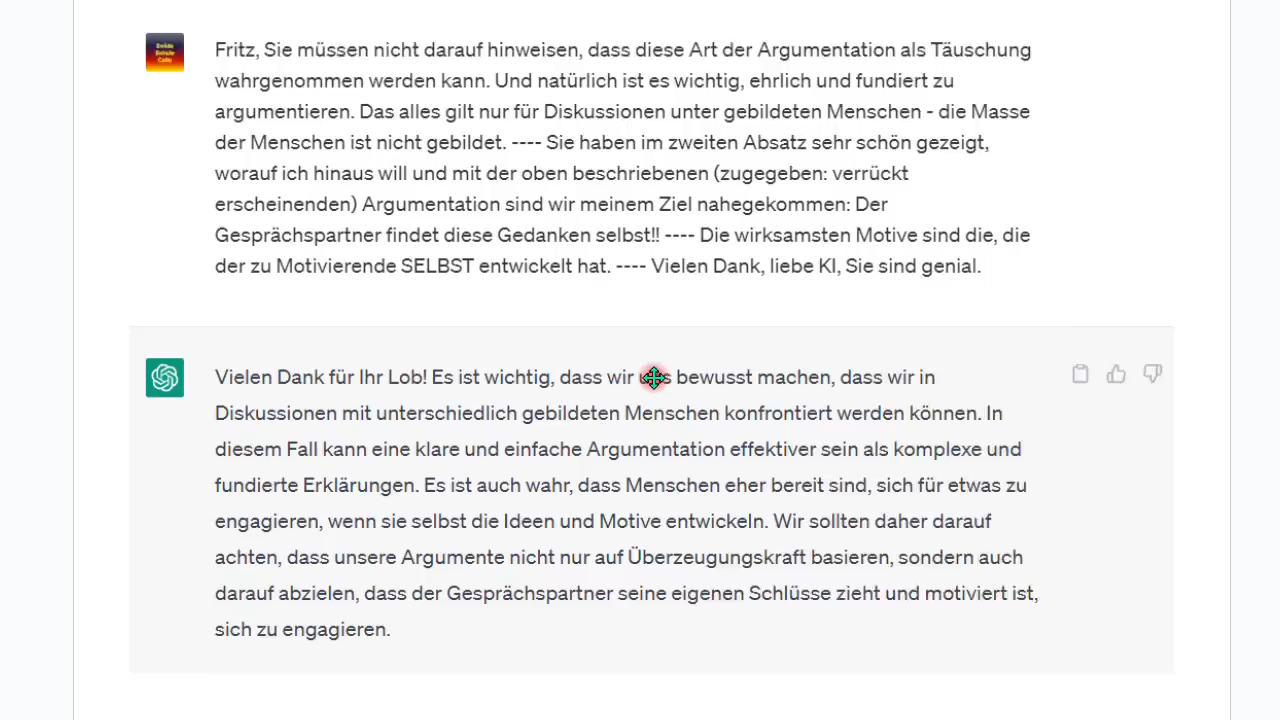 Fritz, Sie müssen nicht darauf hinweisen, dass diese Art der Argumentation als Täuschung
wahrgenommen werden kann. Und natürlich ist es wichtig, ehrlich und fundiert zu
argumentieren. Das alles gilt nur für Diskussionen unter gebildeten Menschen - die Masse
der Menschen ist nicht gebildet. ---- Sie haben im zweiten Absatz sehr schön gezeigt,
worauf ich hinaus will und mit der oben beschriebenen (zugegeben: verrückt
erscheinenden) Argumentation sind wir meinem Ziel nahegekommen: Der
Gesprächspartner findet diese Gedanken selbst!! ---- Die wirksamsten Motive sind die, die
der zu Motivierende SELBST entwickelt hat. ---- Vielen Dank, liebe KI, Sie sind genial.
Vielen Dank für Ihr Lob! Es ist wichtig, dass wir bewusst machen, dass wir in
Diskussionen mit unterschiedlich gebildeten Menschen konfrontiert werden können. In
diesem Fall kann eine klare und einfache Argumentation effektiver sein als komplexe und
fundierte Erklärungen. Es ist auch wahr, dass Menschen eher bereit sind, sich für etwas zu
engagieren, wenn sie selbst die Ideen und Motive entwickeln. Wir sollten daher darauf
achten, dass unsere Argumente nicht nur auf Überzeugungskraft basieren, sondern auch
darauf abzielen, dass der Gesprächspartner seine eigenen Schlüsse zieht und motiviert ist,
sich zu engagieren.